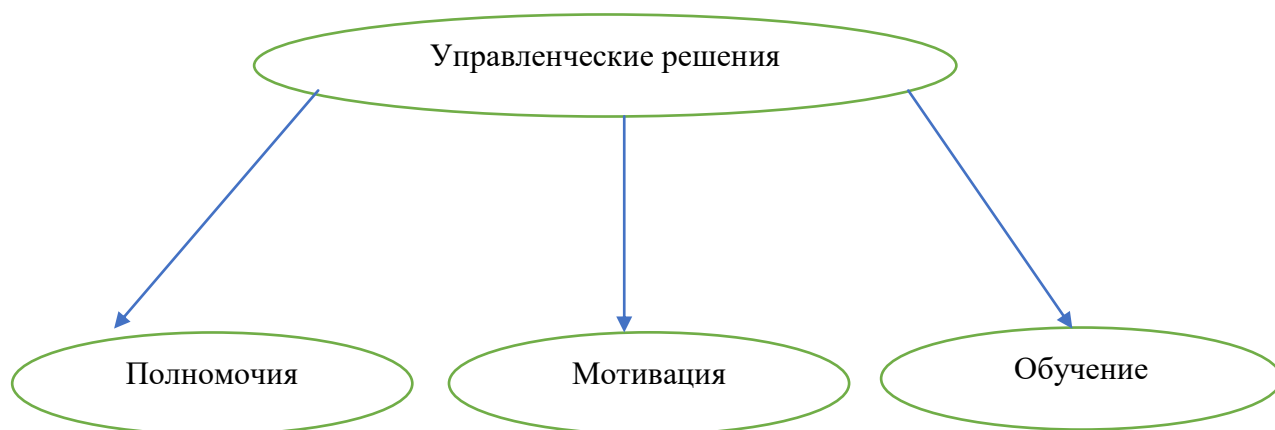 Управленческие решения
Полномочия
Мотивация
Обучение